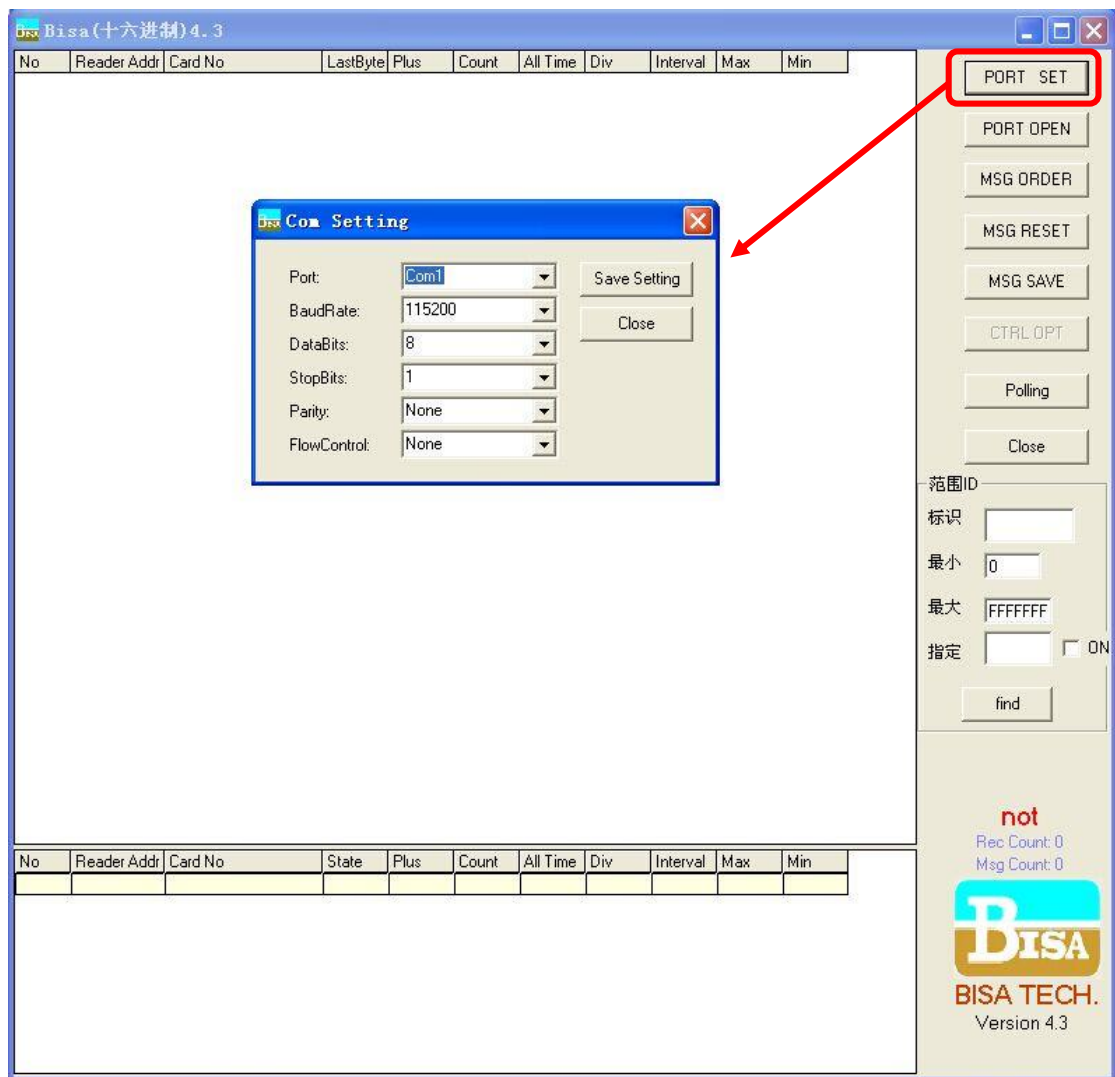 Bisa Bisa(十六进制)4.3
No Reader Addr Card No LastByte Plus Count All Time Div Interval Max Min
PORT SET
PORT OPEN
MSG ORDER
MSG RESET
MSG SAVE
CTRL OPT
Polling
Close
Bisa Com Setting
Port: Com1 Save Setting
BaudRate: 115200 Close
DataBits: 8
StopBits: 1
Parity: None
FlowControl: None
范围ID
标识
最小 0
最大 FFFFFFF
指定 ON
find
not
Rec Count: 0
Msg Count: 0
No Reader Addr Card No State Plus Count All Time Div Interval Max Min
BISA
BISA TECH.
Version 4.3